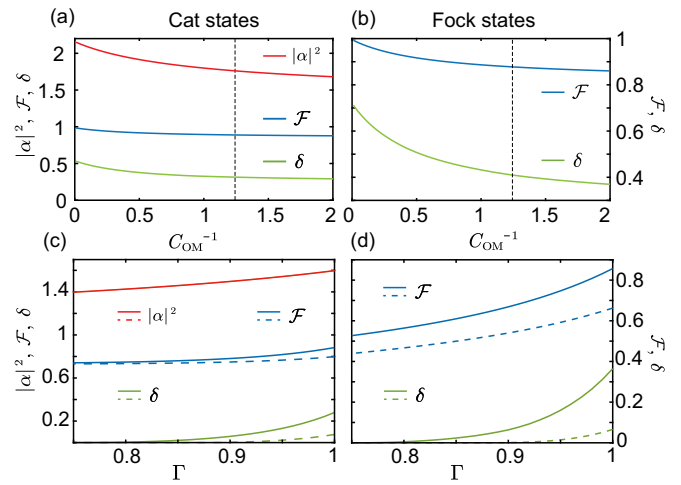 Cat states
Fock states
(a)
(b)
2
1.5
1
0.5
0
|α|², ℱ, δ
|α|²
ℱ
δ
0
0.5
1
1.5
2
C_OM⁻¹
1
0.8
0.6
0.4
ℱ, δ
ℱ
δ
0
0.5
1
1.5
2
C_OM⁻¹
(c)
(d)
1.4
1
0.6
0.2
|α|², ℱ, δ
|α|²
ℱ
δ
0.8
0.9
1
Γ
0.8
0.6
0.4
0.2
0
ℱ, δ
ℱ
δ
0.8
0.9
1
Γ